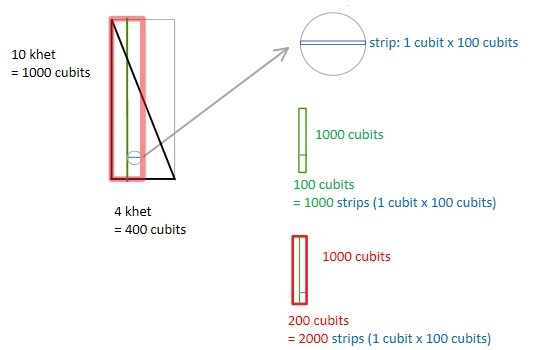 10 khet
= 1000 cubits
4 khet
= 400 cubits
strip: 1 cubit x 100 cubits
1000 cubits
100 cubits
= 1000 strips (1 cubit x 100 cubits)
1000 cubits
200 cubits
= 2000 strips (1 cubit x 100 cubits)